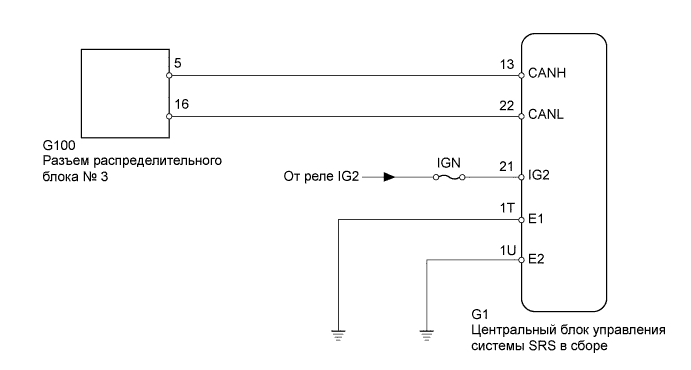 5
13
CANH
16
22
CANL
G100
Разъем распределительного
блока № 3
От реле IG2
IGN
21
IG2
1T
E1
1U
E2
G1
Центральный блок управления
системы SRS в сборе